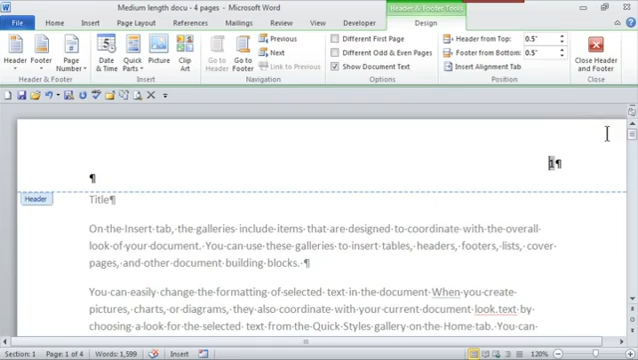 Medium length docu - 4 pages - Microsoft Word
Header & Footer Tools
File
Home
Insert
Page Layout
References
Mailings
Review
View
Developer
Design
Header
Footer
Page Number
Date & Time
Quick Parts
Picture
Clip Art
Go to Header
Go to Footer
Previous
Next
Link to Previous
Different First Page
Different Odd & Even Pages
Show Document Text
Header from Top: 0.5"
Footer from Bottom: 0.5"
Insert Alignment Tab
Close Header and Footer
Header & Footer
Insert
Navigation
Options
Position
Close
1¶
¶
Header
Title¶
On·the·Insert·tab,·the·galleries·include·items·that·are·designed·to·coordinate·with·the·overall·
look·of·your·document.·You·can·use·these·galleries·to·insert·tables,·headers,·footers,·lists,·cover·
pages,·and·other·document·building·blocks.·¶
You·can·easily·change·the·formatting·of·selected·text·in·the·document·When·you·create·
pictures,·charts,·or·diagrams,·they·also·coordinate·with·your·current·document·look.text·by·
choosing·a·look·for·the·selected·text·from·the·Quick·Styles·gallery·on·the·Home·tab.·You·can·
Page: 1 of 4
Words: 1,599
Insert
120%